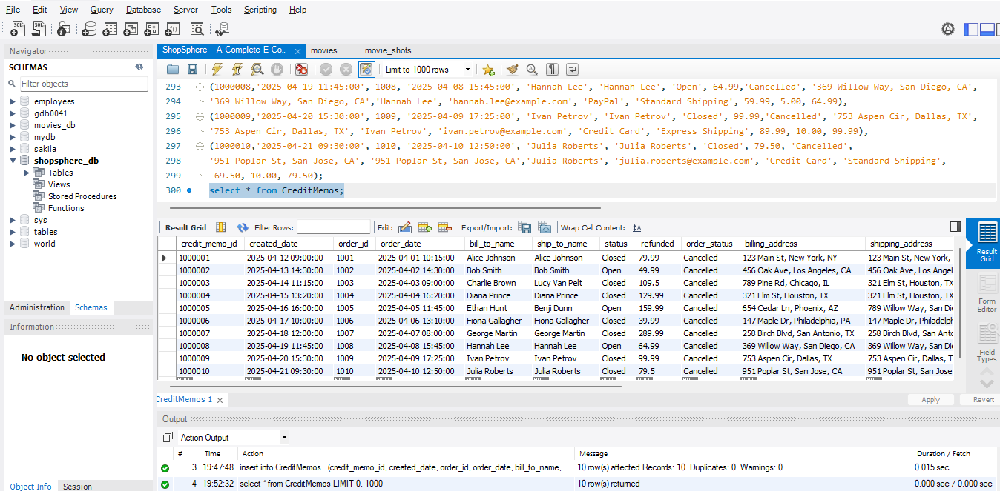 File Edit View Query Database Server Tools Scripting Help
Navigator
SCHEMAS
Filter objects
employees
gdb0041
movies_db
mydb
sakila
shopsphere_db
Tables
Views
Stored Procedures
Functions
sys
tables
world
Administration Schemas
Information
No object selected
Object Info Session
ShopSphere - A Complete E-Co... movies movie_shots
Limit to 1000 rows
293 (1000008,'2025-04-19 11:45:00', 1008, '2025-04-08 15:45:00', 'Hannah Lee', 'Hannah Lee', 'Open', 64.99,'Cancelled', '369 Willow Way, San Diego, CA',
294 '369 Willow Way, San Diego, CA','Hannah Lee', 'hannah.lee@example.com', 'PayPal', 'Standard Shipping', 59.99, 5.00, 64.99),
295 (1000009,'2025-04-20 15:30:00', 1009, '2025-04-09 17:25:00', 'Ivan Petrov', 'Ivan Petrov', 'Closed', 99.99,'Cancelled', '753 Aspen Cir, Dallas, TX',
296 '753 Aspen Cir, Dallas, TX', 'Ivan Petrov', 'ivan.petrov@example.com', 'Credit Card', 'Express Shipping', 89.99, 10.00, 99.99),
297 (1000010,'2025-04-21 09:30:00', 1010, '2025-04-10 12:50:00', 'Julia Roberts', 'Julia Roberts', 'Closed', 79.50, 'Cancelled',
298 '951 Poplar St, San Jose, CA', '951 Poplar St, San Jose, CA','Julia Roberts', 'julia.roberts@example.com', 'Credit Card', 'Standard Shipping',
299 69.50, 10.00, 79.50);
300 select * from CreditMemos;
Result Grid Filter Rows: Edit: Export/Import: Wrap Cell Content:
credit_memo_id created_date order_id order_date bill_to_name ship_to_name status refunded order_status billing_address shipping_address
1000001 2025-04-12 09:00:00 1001 2025-04-01 10:15:00 Alice Johnson Alice Johnson Closed 79.99 Cancelled 123 Main St, New York, NY 123 Main St, New York,
1000002 2025-04-13 14:30:00 1002 2025-04-02 14:30:00 Bob Smith Bob Smith Open 49.99 Cancelled 456 Oak Ave, Los Angeles, CA 456 Oak Ave, Los Angel
1000003 2025-04-14 11:15:00 1003 2025-04-03 09:00:00 Charlie Brown Lucy Van Pelt Closed 109.5 Cancelled 789 Pine Rd, Chicago, IL 321 Elm St, Houston, TX
1000004 2025-04-15 13:20:00 1004 2025-04-04 16:20:00 Diana Prince Diana Prince Closed 129.99 Cancelled 321 Elm St, Houston, TX 321 Elm St, Houston, TX
1000005 2025-04-16 16:00:00 1005 2025-04-05 11:45:00 Ethan Hunt Benji Dunn Open 159.99 Cancelled 654 Cedar Ln, Phoenix, AZ 789 Willow Way, San Die
1000006 2025-04-17 10:00:00 1006 2025-04-06 13:10:00 Fiona Gallagher Fiona Gallagher Closed 39.99 Cancelled 147 Maple Dr, Philadelphia, PA 147 Maple Dr, Philadelph
1000007 2025-04-18 12:00:00 1007 2025-04-07 08:00:00 George Martin George Martin Closed 289.99 Cancelled 258 Birch Blvd, San Antonio, TX 258 Birch Blvd, San Anto
1000008 2025-04-19 11:45:00 1008 2025-04-08 15:45:00 Hannah Lee Hannah Lee Open 64.99 Cancelled 369 Willow Way, San Diego, CA 369 Willow Way, San Die
1000009 2025-04-20 15:30:00 1009 2025-04-09 17:25:00 Ivan Petrov Ivan Petrov Closed 99.99 Cancelled 753 Aspen Cir, Dallas, TX 753 Aspen Cir, Dallas, T
1000010 2025-04-21 09:30:00 1010 2025-04-10 12:50:00 Julia Roberts Julia Roberts Closed 79.5 Cancelled 951 Poplar St, San Jose, CA 951 Poplar St, San Jose,
Result
Grid
Form
Editor
Field
Types
CreditMemos 1 Apply Revert
Output
Action Output
# Time Action Message Duration / Fetch
3 19:47:48 insert into CreditMemos (credit_memo_id, created_date, order_id, order_date, bill_to_name, ... 10 row(s) affected Records: 10 Duplicates: 0 Warnings: 0 0.015 sec
4 19:52:32 select * from CreditMemos LIMIT 0, 1000 10 row(s) returned 0.000 sec / 0.000 sec